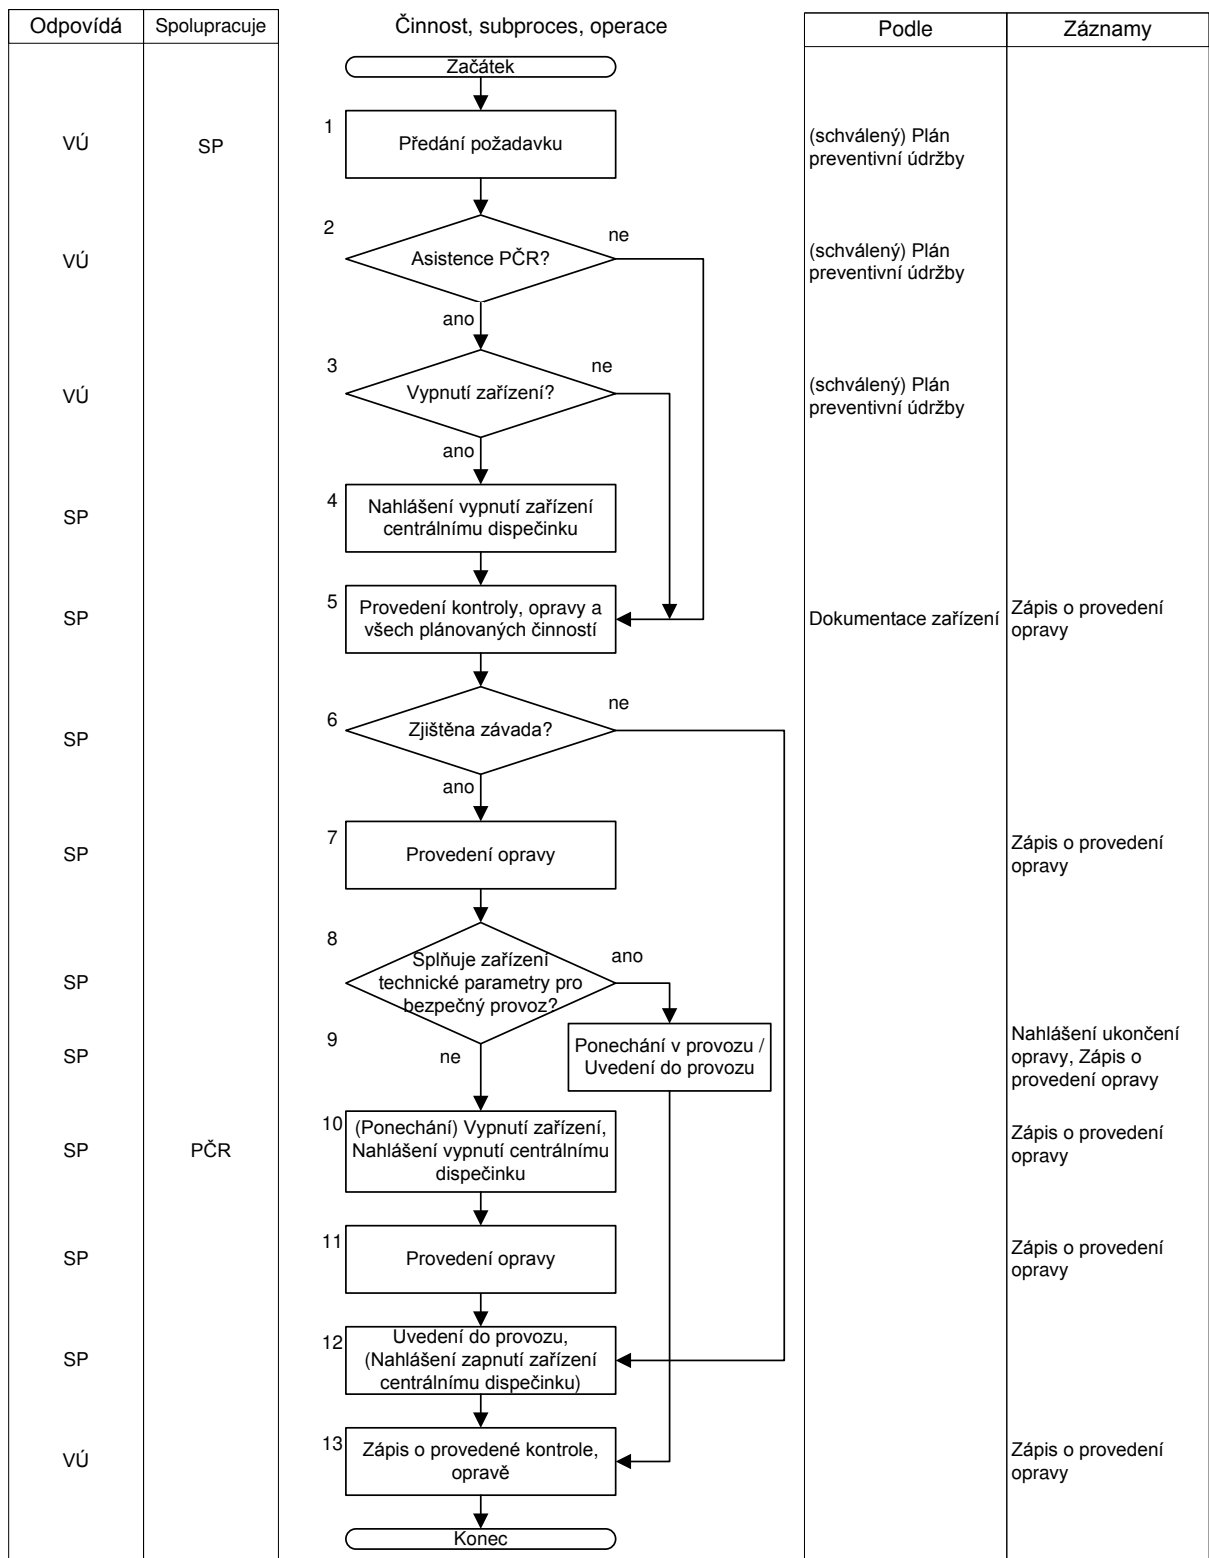 Odpovídá
Spolupracuje
Činnost, subproces, operace
Podle
Záznamy
Začátek
1
Předání požadavku
VÚ
SP
(schválený) Plán
preventivní údržby
2
Asistence PČR?
ne
ano
VÚ
(schválený) Plán
preventivní údržby
3
Vypnutí zařízení?
ne
ano
VÚ
(schválený) Plán
preventivní údržby
4
Nahlášení vypnutí zařízení
centrálnímu dispečinku
SP
5
Provedení kontroly, opravy a
všech plánovaných činností
SP
Dokumentace zařízení
Zápis o provedení
opravy
6
Zjištěna závada?
ne
ano
SP
7
Provedení opravy
SP
Zápis o provedení
opravy
8
Splňuje zařízení
technické parametry pro
bezpečný provoz?
ano
ne
SP
9
Ponechání v provozu /
Uvedení do provozu
SP
Nahlášení ukončení
opravy, Zápis o
provedení opravy
10
(Ponechání) Vypnutí zařízení,
Nahlášení vypnutí centrálnímu
dispečinku
SP
PČR
Zápis o provedení
opravy
11
Provedení opravy
SP
Zápis o provedení
opravy
12
Uvedení do provozu,
(Nahlášení zapnutí zařízení
centrálnímu dispečinku)
SP
13
Zápis o provedené kontrole,
opravě
VÚ
Zápis o provedení
opravy
Konec